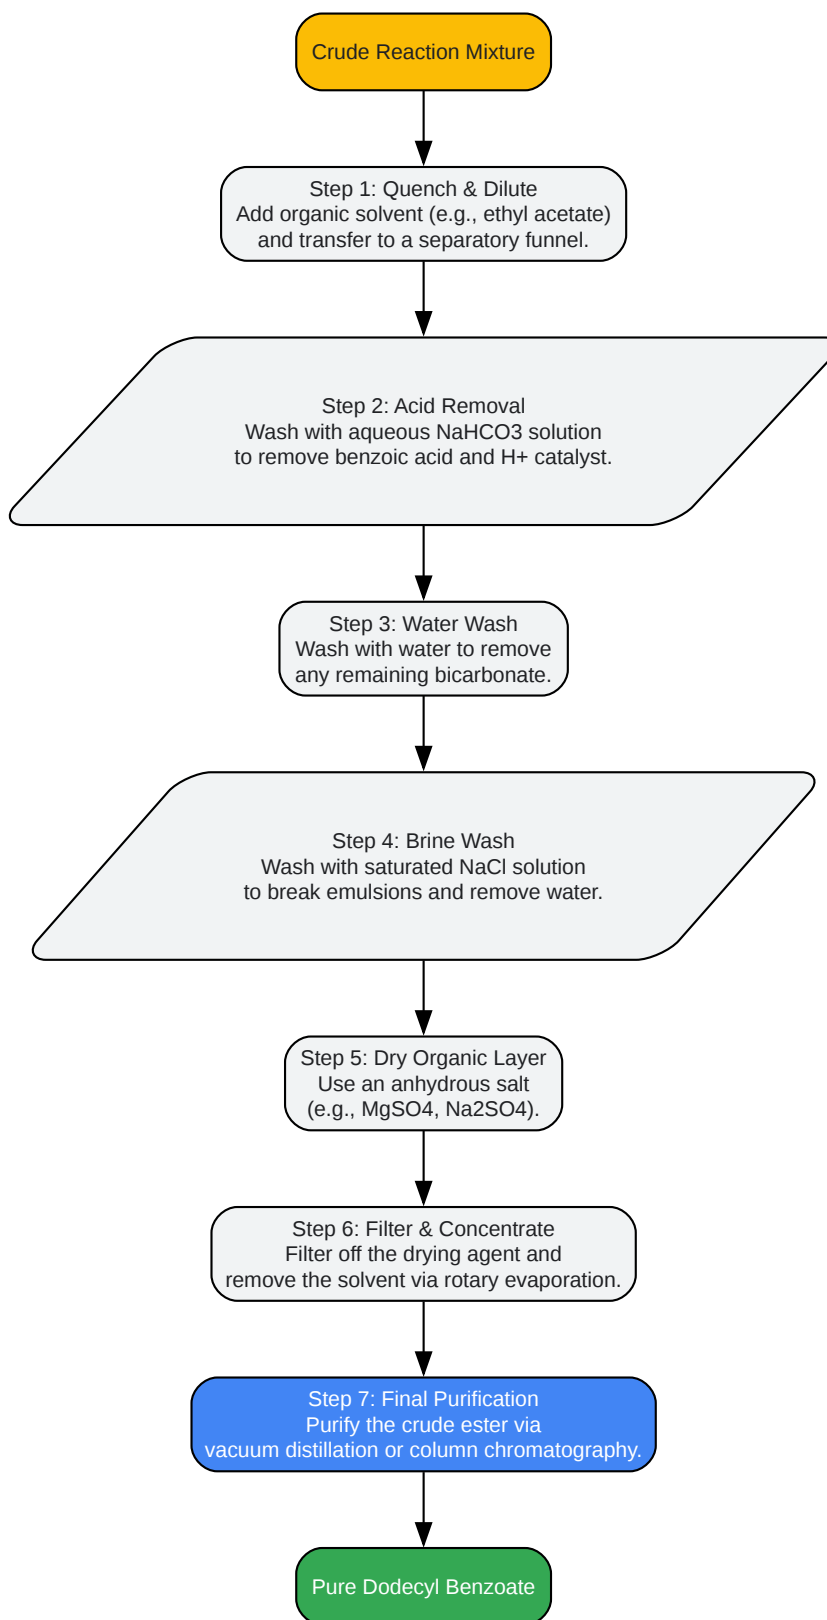 Crude Reaction Mixture
Step 1: Quench & Dilute
Add organic solvent (e.g., ethyl acetate)
and transfer to a separatory funnel.
Step 2: Acid Removal
Wash with aqueous NaHCO3 solution
to remove benzoic acid and H+ catalyst.
Step 3: Water Wash
Wash with water to remove
any remaining bicarbonate.
Step 4: Brine Wash
Wash with saturated NaCl solution
to break emulsions and remove water.
Step 5: Dry Organic Layer
Use an anhydrous salt
(e.g., MgSO4, Na2SO4).
Step 6: Filter & Concentrate
Filter off the drying agent and
remove the solvent via rotary evaporation.
Step 7: Final Purification
Purify the crude ester via
vacuum distillation or column chromatography.
Pure Dodecyl Benzoate